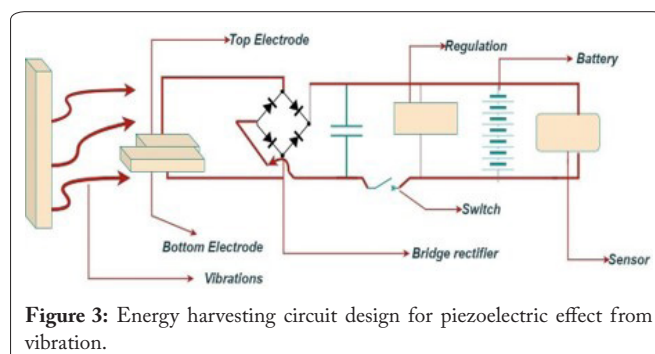 Top Electrode
Regulation
Battery
Switch
Bottom Electrode
Bridge rectifier
Sensor
Vibrations
Figure 3: Energy harvesting circuit design for piezoelectric effect from
vibration.